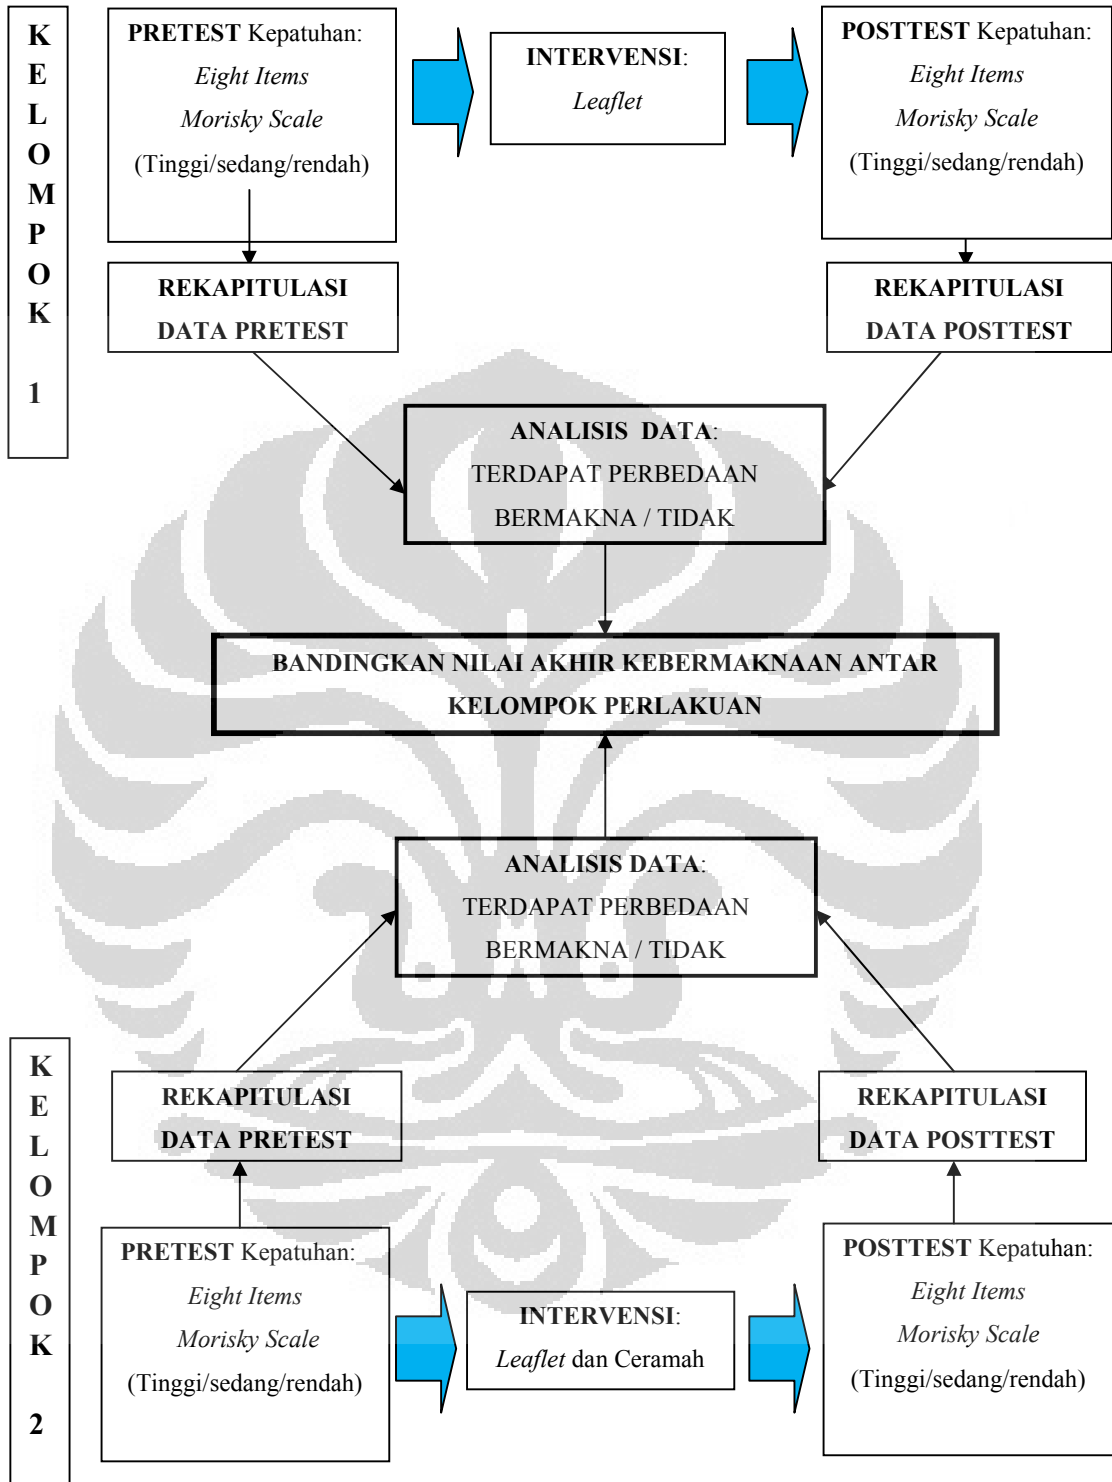 KELOMPOK 1
PRETEST Kepatuhan:
Eight Items
Morisky Scale
(Tinggi/sedang/rendah)
INTERVENSI:
Leaflet
POSTTEST Kepatuhan:
Eight Items
Morisky Scale
(Tinggi/sedang/rendah)
REKAPITULASI
DATA PRETEST
REKAPITULASI
DATA POSTTEST
ANALISIS DATA:
TERDAPAT PERBEDAAN
BERMAKNA / TIDAK
BANDINGKAN NILAI AKHIR KEBERMAKNAAN ANTAR
KELOMPOK PERLAKUAN
ANALISIS DATA:
TERDAPAT PERBEDAAN
BERMAKNA / TIDAK
KELOMPOK 2
REKAPITULASI
DATA PRETEST
REKAPITULASI
DATA POSTTEST
PRETEST Kepatuhan:
Eight Items
Morisky Scale
(Tinggi/sedang/rendah)
INTERVENSI:
Leaflet dan Ceramah
POSTTEST Kepatuhan:
Eight Items
Morisky Scale
(Tinggi/sedang/rendah)